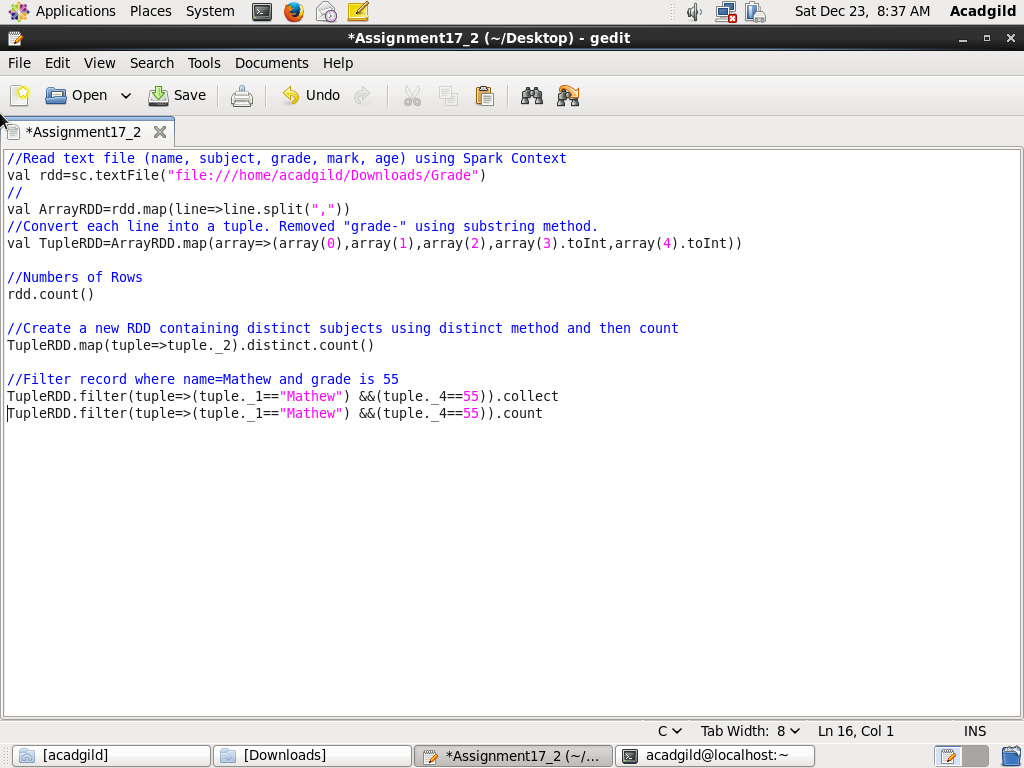 Applications Places System Sat Dec 23, 8:37 AM Acadgild
*Assignment17_2 (~/Desktop) - gedit
File Edit View Search Tools Documents Help
Open Save Undo
*Assignment17_2
//Read text file (name, subject, grade, mark, age) using Spark Context
val rdd=sc.textFile("file:///home/acadgild/Downloads/Grade")
//
val ArrayRDD=rdd.map(line=>line.split(","))
//Convert each line into a tuple. Removed "grade-" using substring method.
val TupleRDD=ArrayRDD.map(array=>(array(0),array(1),array(2),array(3).toInt,array(4).toInt))
//Numbers of Rows
rdd.count()
//Create a new RDD containing distinct subjects using distinct method and then count
TupleRDD.map(tuple=>tuple._2).distinct.count()
//Filter record where name=Mathew and grade is 55
TupleRDD.filter(tuple=>(tuple._1=="Mathew") &&(tuple._4==55)).collect
TupleRDD.filter(tuple=>(tuple._1=="Mathew") &&(tuple._4==55)).count
C Tab Width: 8 Ln 16, Col 1 INS
[acadgild] [Downloads] *Assignment17_2 (~/... acadgild@localhost:~